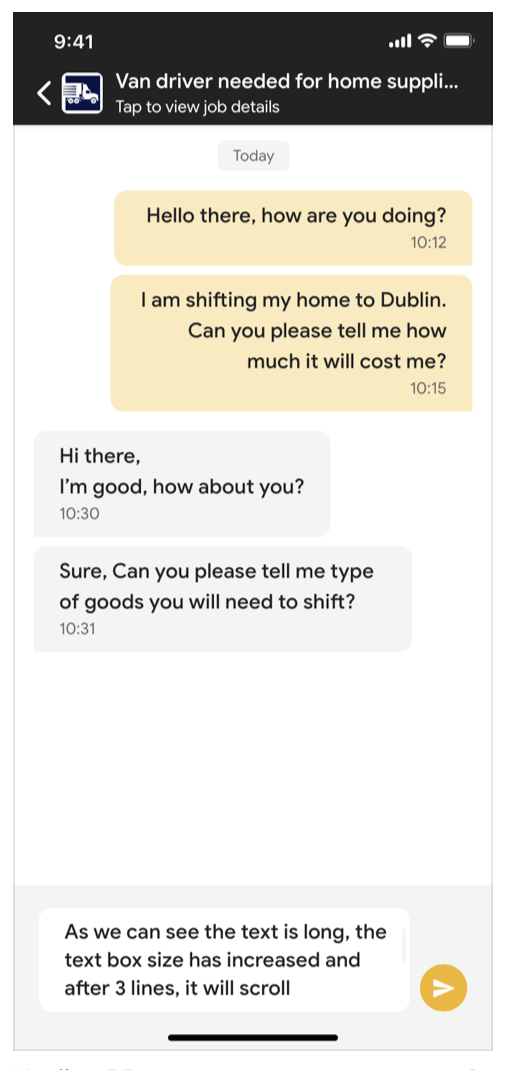 9:41
Van driver needed for home suppli...
Tap to view job details
Today
Hello there, how are you doing?
10:12
I am shifting my home to Dublin.
Can you please tell me how
much it will cost me?
10:15
Hi there,
I’m good, how about you?
10:30
Sure, Can you please tell me type
of goods you will need to shift?
10:31
As we can see the text is long, the
text box size has increased and
after 3 lines, it will scroll